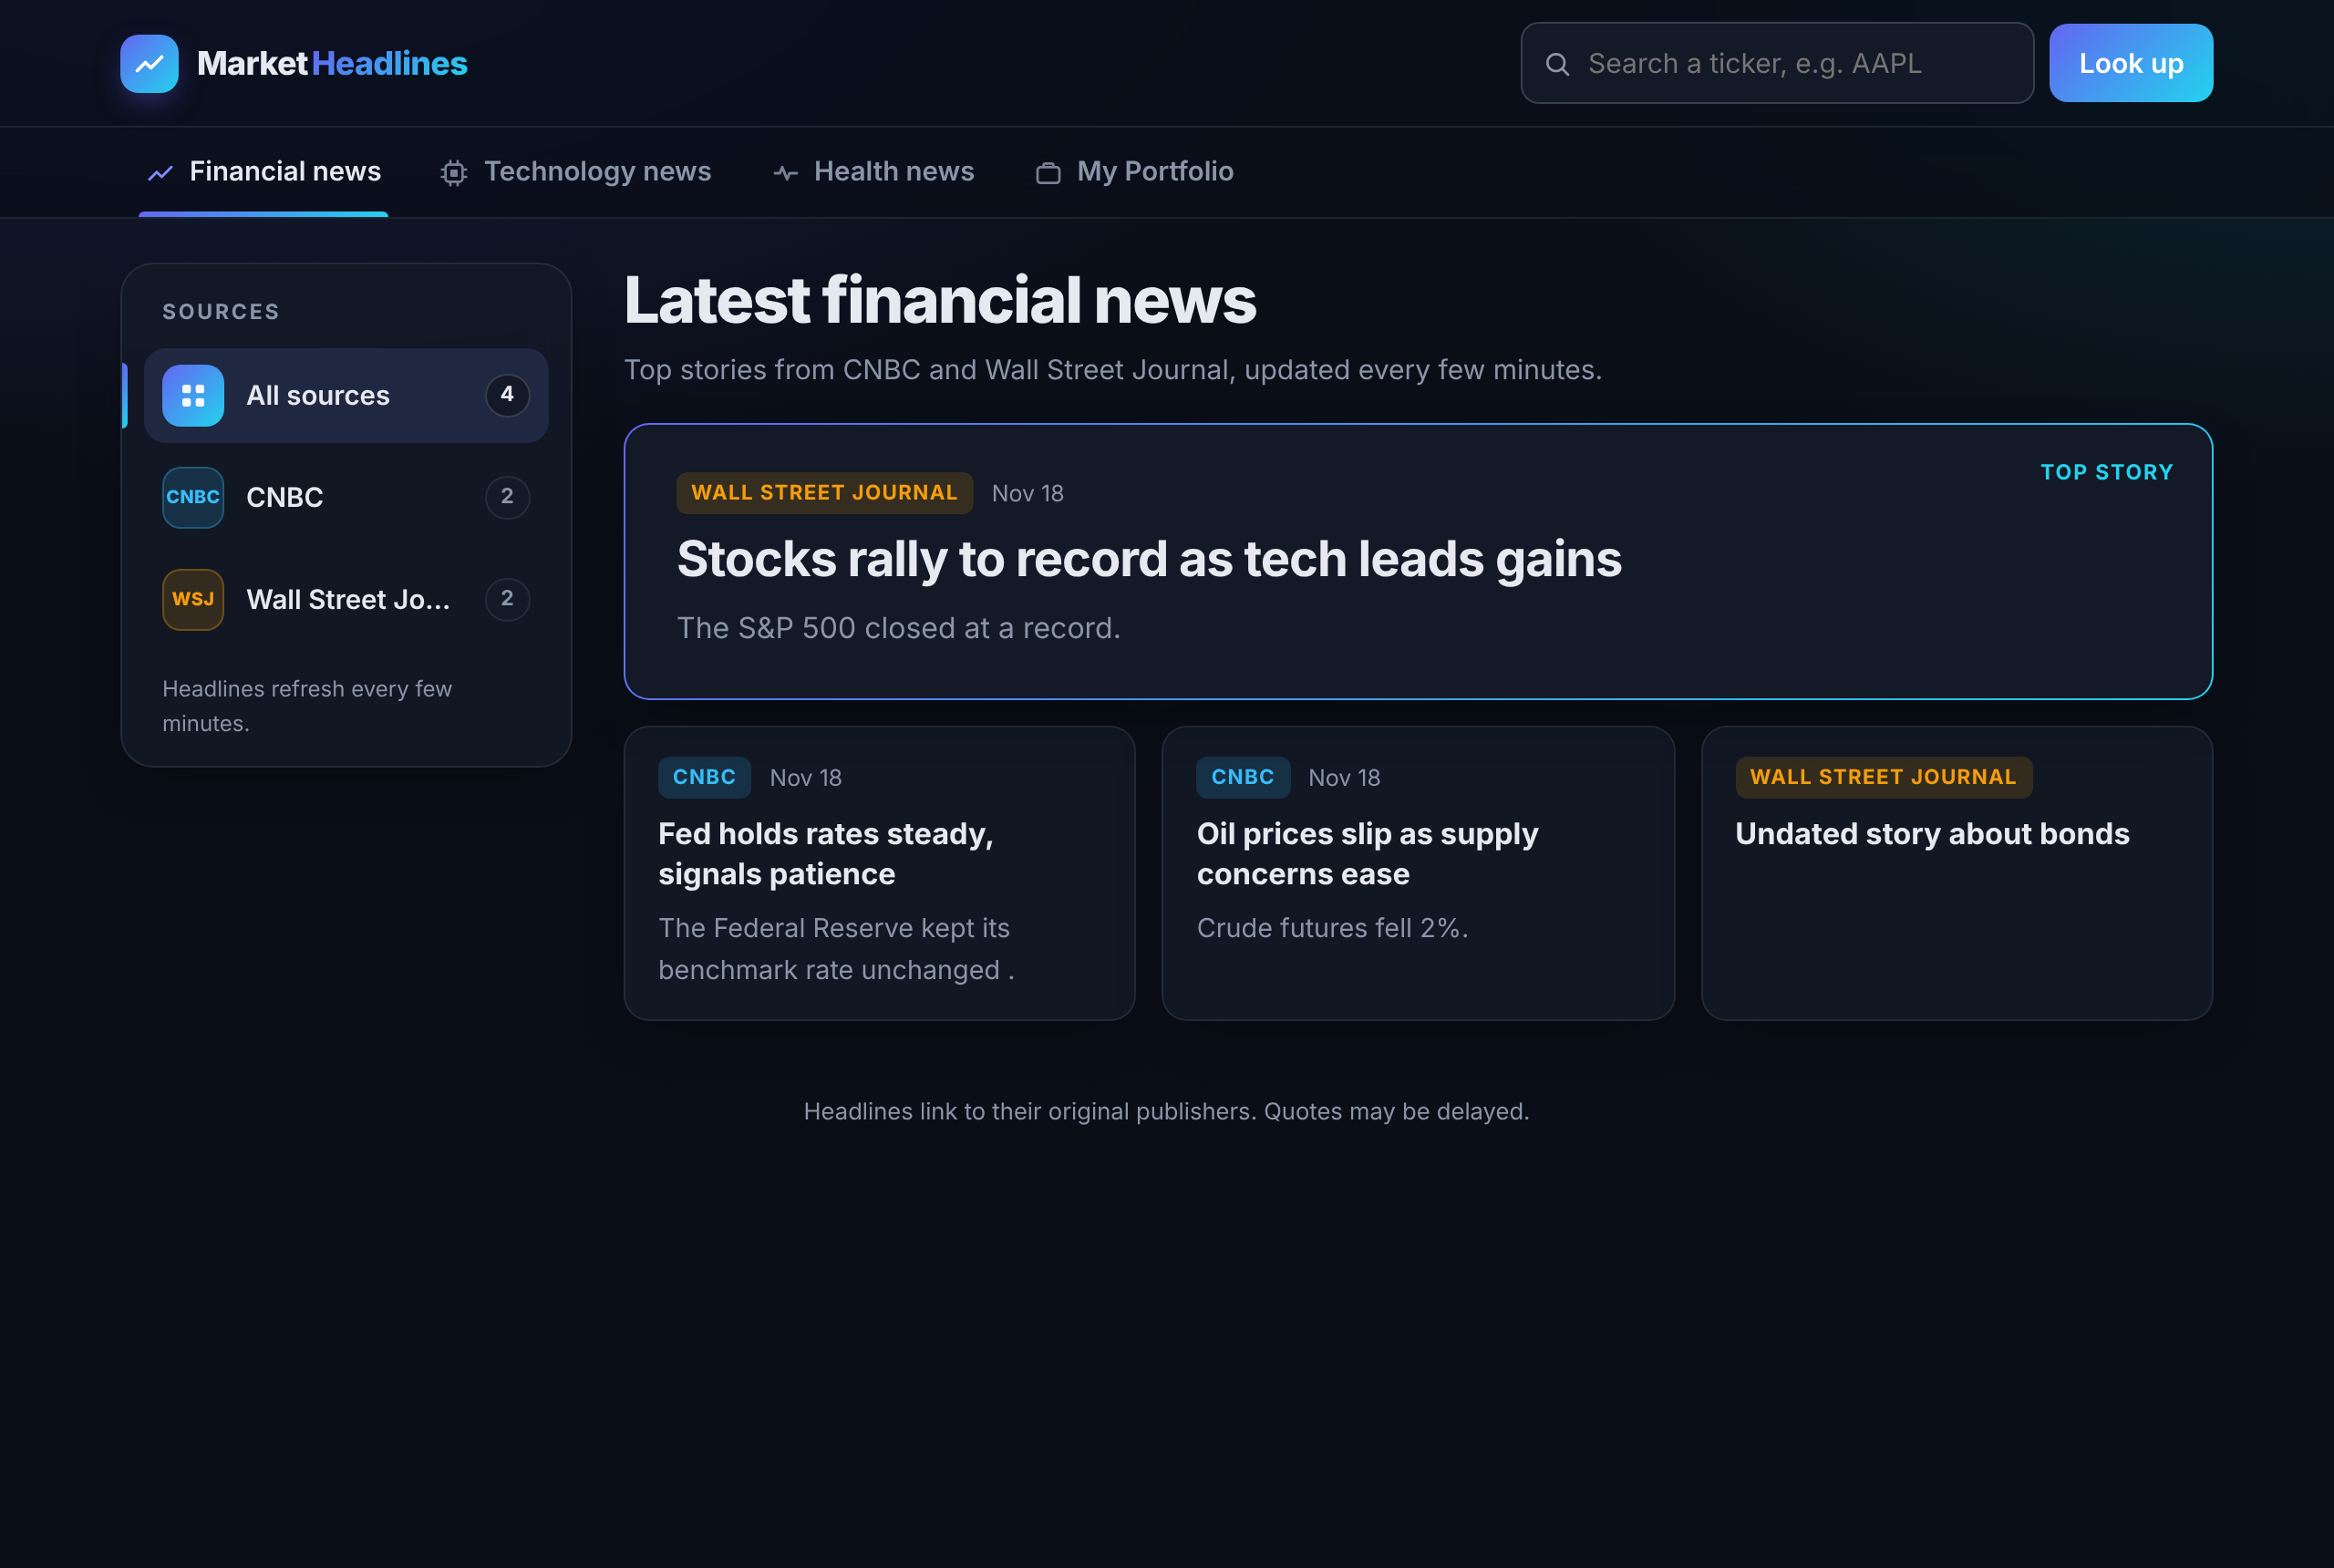 MarketHeadlines
Search a ticker, e.g. AAPL
Look up
Financial news
Technology news
Health news
My Portfolio
SOURCES
All sources
4
CNBC
CNBC
2
WSJ
Wall Street Jo...
2
Headlines refresh every few
minutes.
Latest financial news
Top stories from CNBC and Wall Street Journal, updated every few minutes.
WALL STREET JOURNAL
Nov 18
TOP STORY
Stocks rally to record as tech leads gains
The S&P 500 closed at a record.
CNBC
Nov 18
Fed holds rates steady,
signals patience
The Federal Reserve kept its
benchmark rate unchanged .
CNBC
Nov 18
Oil prices slip as supply
concerns ease
Crude futures fell 2%.
WALL STREET JOURNAL
Undated story about bonds
Headlines link to their original publishers. Quotes may be delayed.